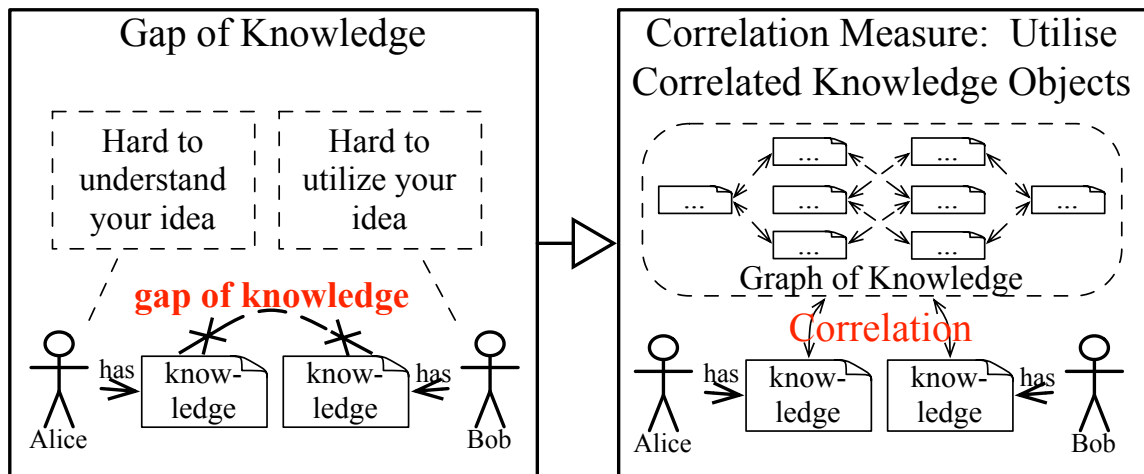 Gap of Knowledge
Hard to
understand
your idea
Hard to
utilize your
idea
gap of knowledge
has
know-
ledge
know-
ledge
has
Alice
Bob
Correlation Measure: Utilise
Correlated Knowledge Objects
...
...
...
...
...
...
...
...
Graph of Knowledge
Correlation
has
know-
ledge
know-
ledge
has
Alice
Bob